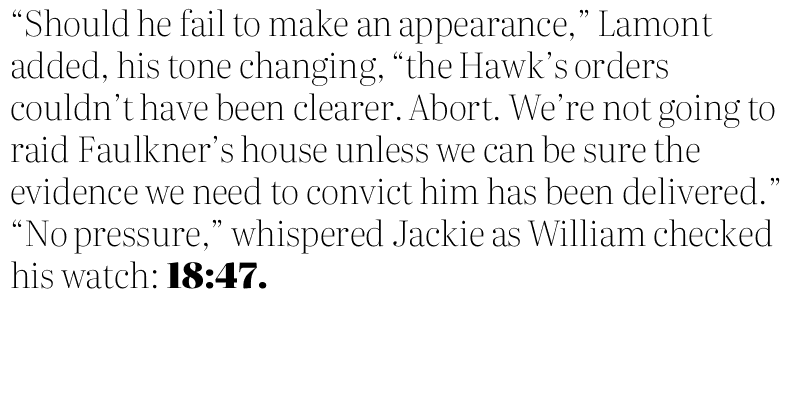 “Should he fail to make an appearance,” Lamont
added, his tone changing, “the Hawk’s orders
couldn’t have been clearer. Abort. We’re not going to
raid Faulkner’s house unless we can be sure the
evidence we need to convict him has been delivered.”
“No pressure,” whispered Jackie as William checked
his watch: 18:47.